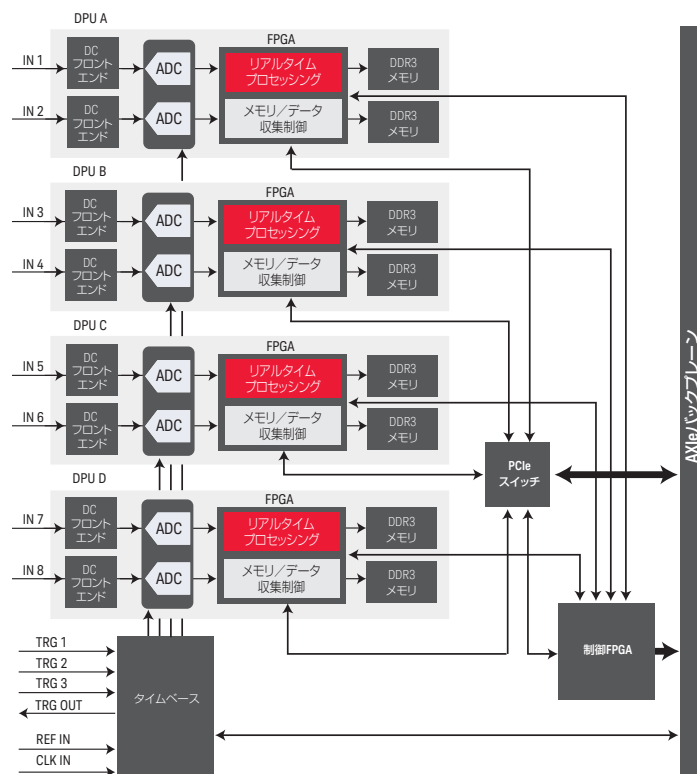 DPU A
IN 1
DC
フロント
エンド
ADC
FPGA
リアルタイム
プロセッシング
DDR3
メモリ
IN 2
DC
フロント
エンド
ADC
メモリ／データ
収集制御
DDR3
メモリ
DPU B
IN 3
DC
フロント
エンド
ADC
FPGA
リアルタイム
プロセッシング
DDR3
メモリ
IN 4
DC
フロント
エンド
ADC
メモリ／データ
収集制御
DDR3
メモリ
DPU C
IN 5
DC
フロント
エンド
ADC
FPGA
リアルタイム
プロセッシング
DDR3
メモリ
IN 6
DC
フロント
エンド
ADC
メモリ／データ
収集制御
DDR3
メモリ
DPU D
IN 7
DC
フロント
エンド
ADC
FPGA
リアルタイム
プロセッシング
DDR3
メモリ
IN 8
DC
フロント
エンド
ADC
メモリ／データ
収集制御
DDR3
メモリ
PCIe
スイッチ
制御FPGA
AXIeバックプレーン
TRG 1
TRG 2
TRG 3
TRG OUT
REF IN
CLK IN
タイムベース